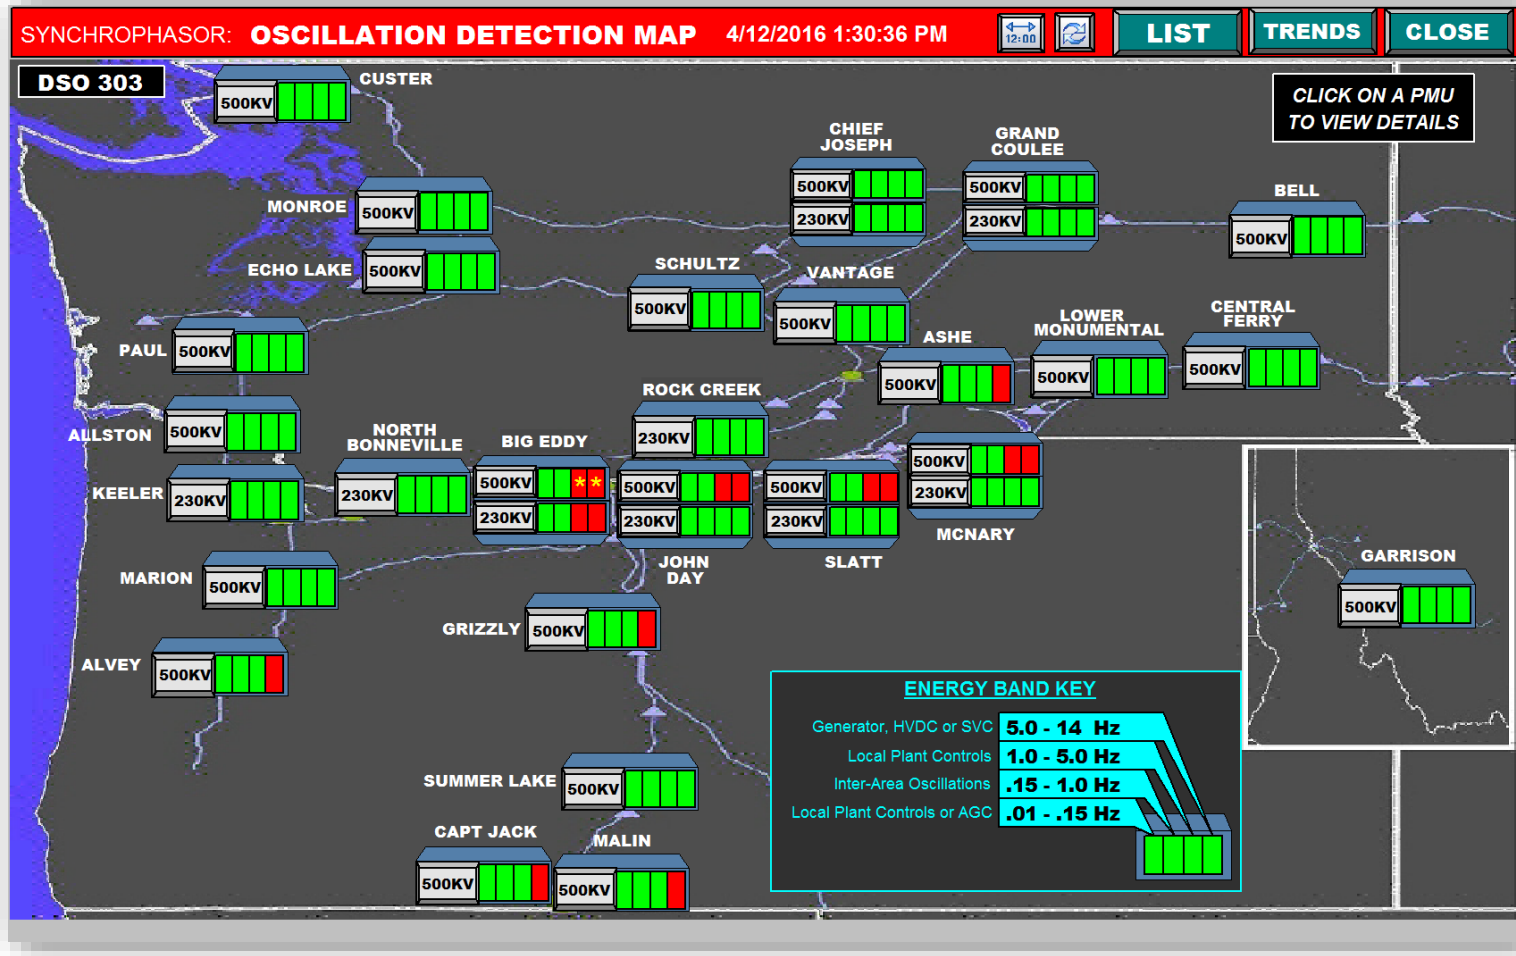 SYNCHROPHASOR: OSCILLATION DETECTION MAP 4/12/2016 1:30:36 PM
12:00
LIST
TRENDS
CLOSE
DSO 303
CLICK ON A PMU
TO VIEW DETAILS
CUSTER
500KV
CHIEF
JOSEPH
500KV
230KV
GRAND
COULEE
500KV
230KV
BELL
500KV
MONROE
500KV
ECHO LAKE
500KV
SCHULTZ
500KV
VANTAGE
500KV
PAUL
500KV
ASHE
500KV
LOWER
MONUMENTAL
500KV
CENTRAL
FERRY
500KV
ALLSTON
500KV
ROCK CREEK
230KV
KEELER
230KV
NORTH
BONNEVILLE
230KV
BIG EDDY
500KV
**
230KV
500KV
230KV
JOHN
DAY
500KV
230KV
SLATT
500KV
230KV
MCNARY
MARION
500KV
GARRISON
500KV
GRIZZLY
500KV
ALVEY
500KV
SUMMER LAKE
500KV
CAPT JACK
500KV
MALIN
500KV
ENERGY BAND KEY
Generator, HVDC or SVC 5.0 - 14 Hz
Local Plant Controls 1.0 - 5.0 Hz
Inter-Area Oscillations .15 - 1.0 Hz
Local Plant Controls or AGC .01 - .15 Hz